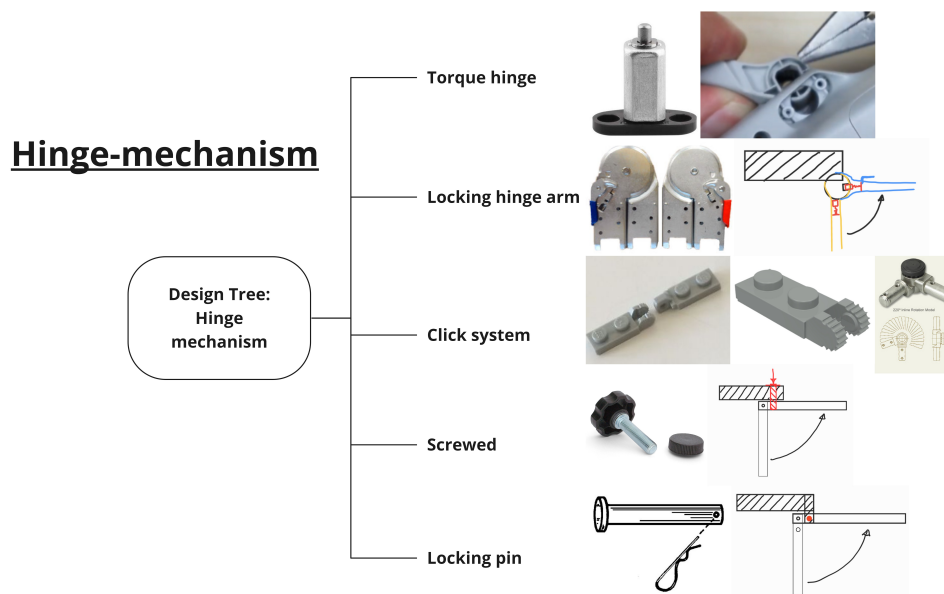 Hinge-mechanism
Design Tree:
Hinge
mechanism
Torque hinge
Locking hinge arm
Click system
Screwed
Locking pin